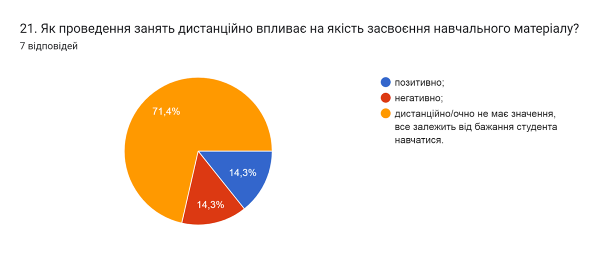 21. Як проведення занять дистанційно впливає на якість засвоєння навчального матеріалу?
7 відповідей
71,4%
14,3%
14,3%
позитивно;
негативно;
дистанційно/очно не має значення,
все залежить від бажання студента
навчатися.